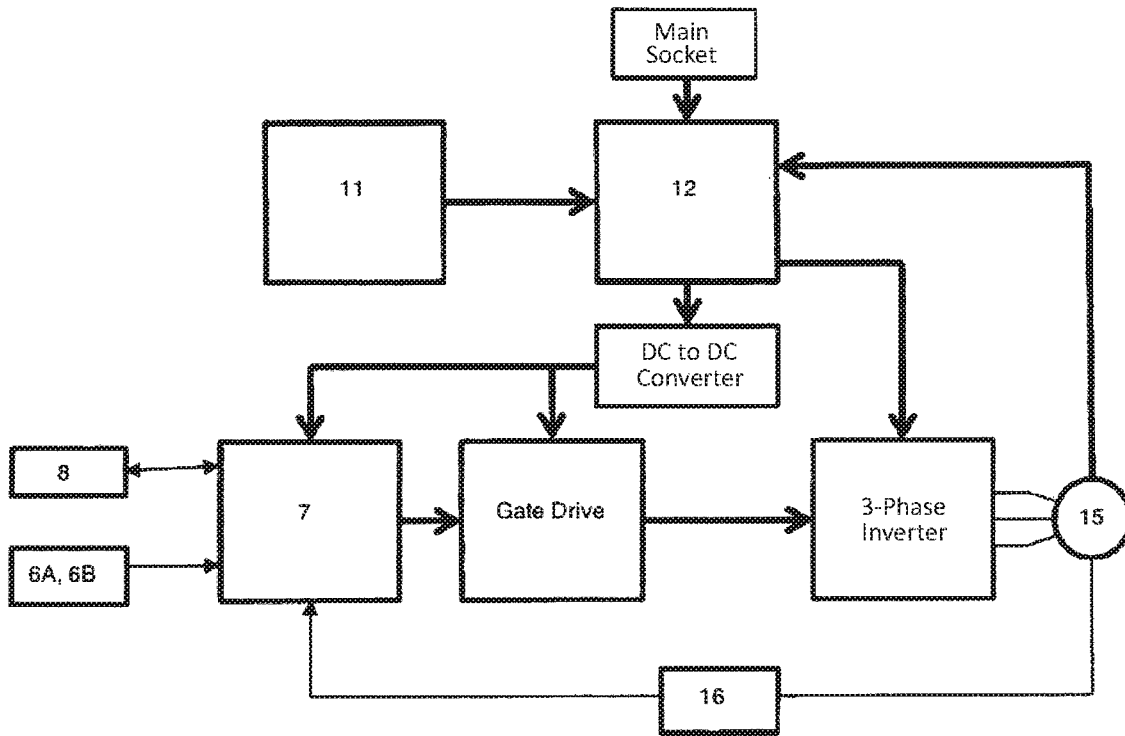 Main
Socket
11
12
DC to DC
Converter
8
7
Gate Drive
3-Phase
Inverter
15
6A, 6B
16